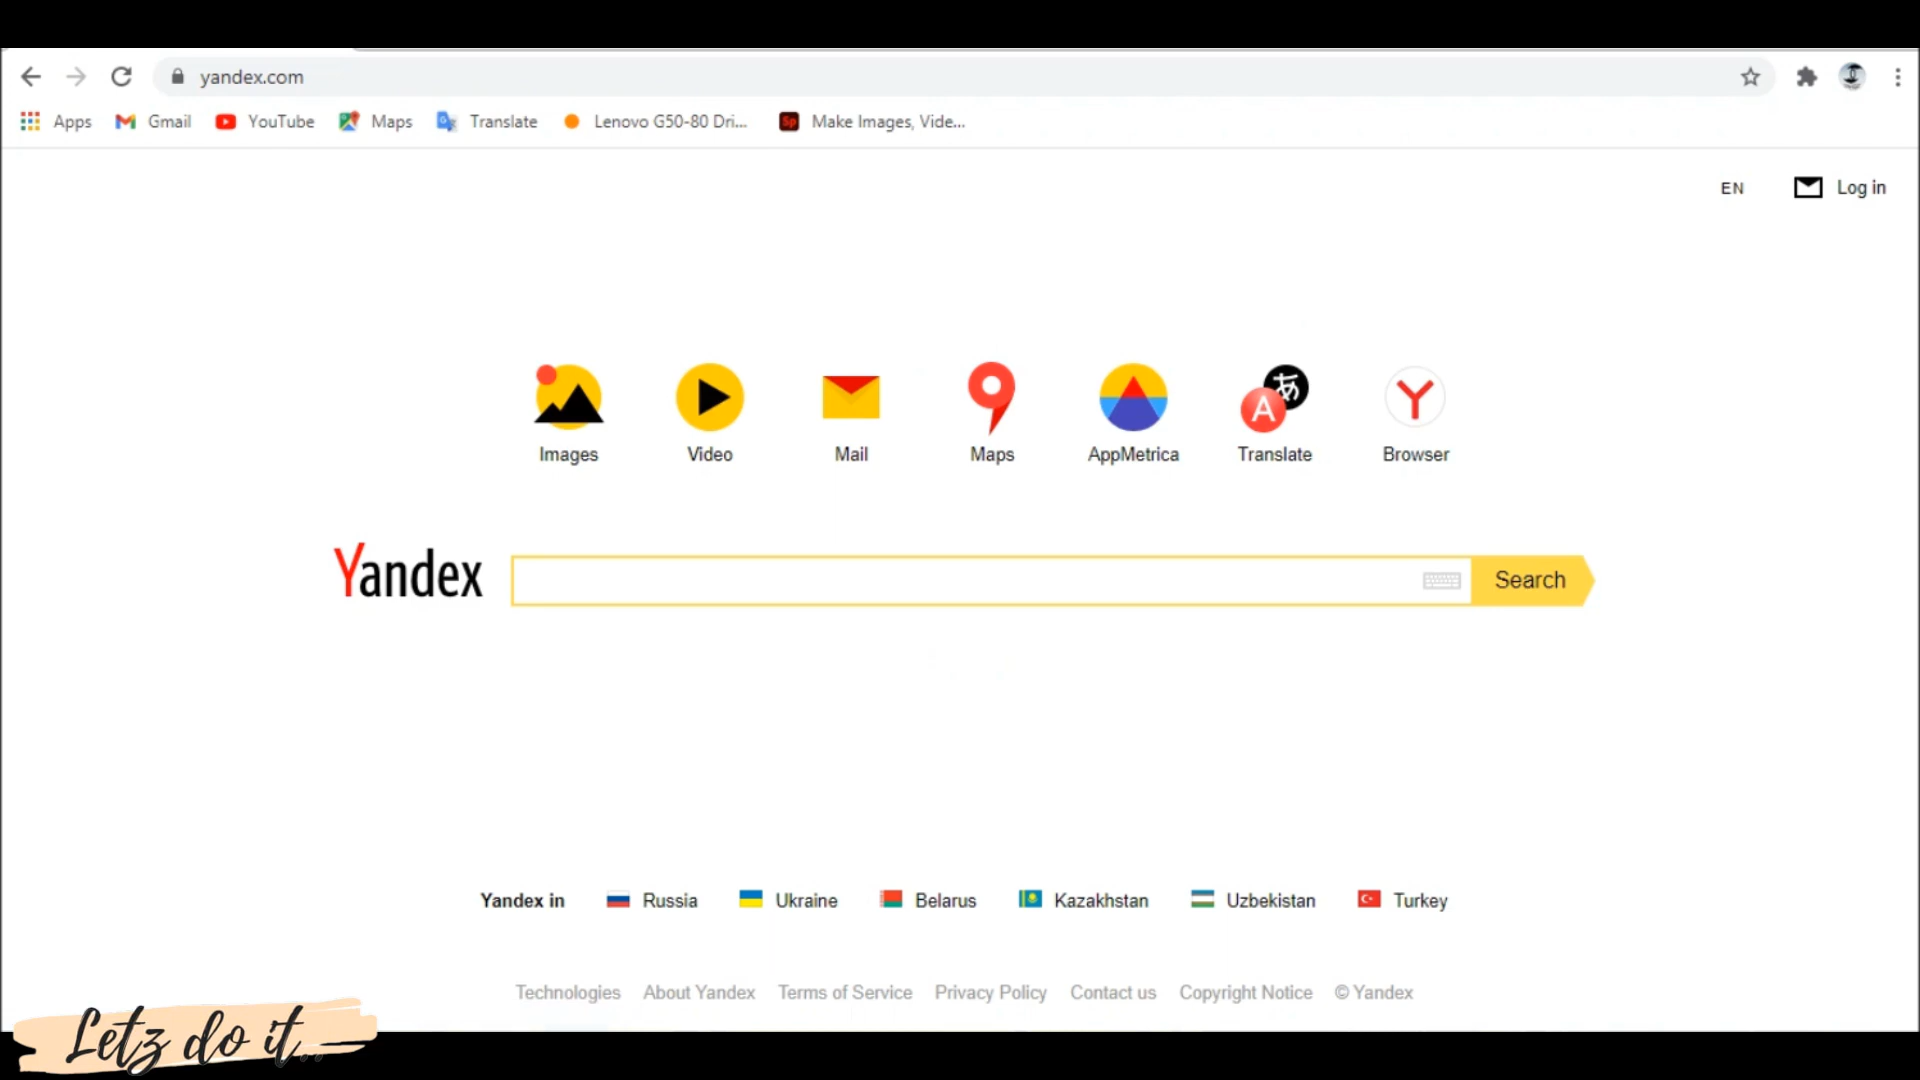 yandex.com
Apps Gmail YouTube Maps Translate Lenovo G50-80 Dri... Sp Make Images, Vide...
EN Log in
Images Video Mail Maps AppMetrica Translate Browser
Yandex Search
Yandex in Russia Ukraine Belarus Kazakhstan Uzbekistan Turkey
Technologies About Yandex Terms of Service Privacy Policy Contact us Copyright Notice © Yandex
Letz do it...